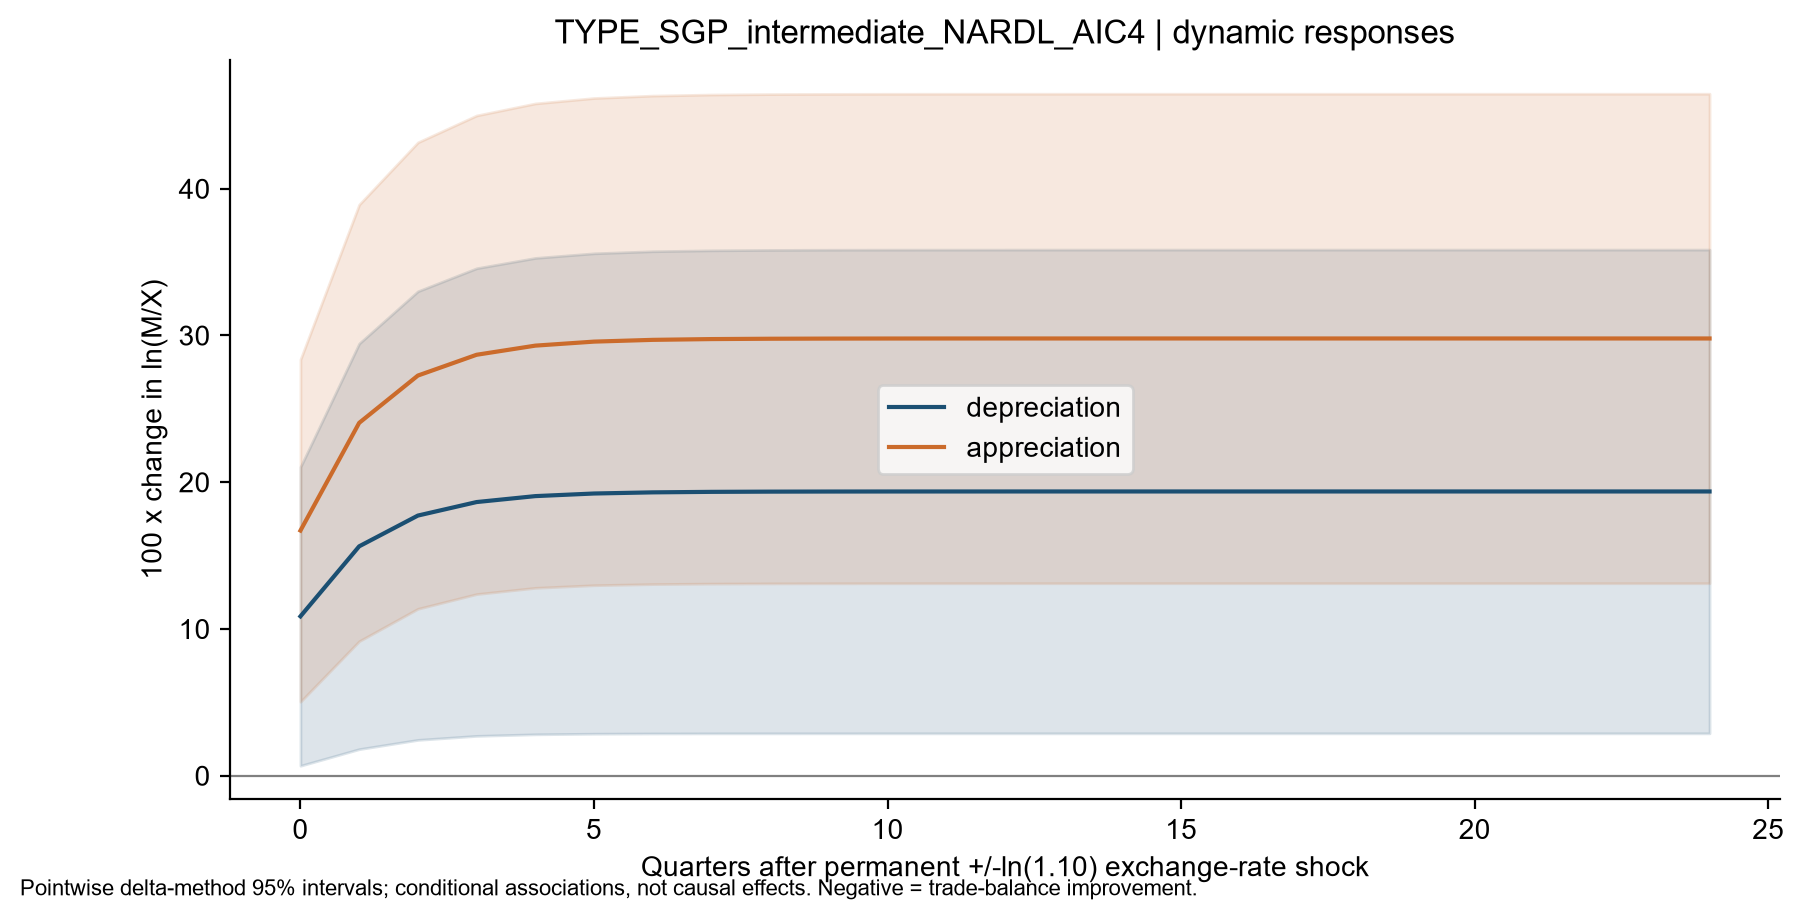 TYPE_SGP_intermediate_NARDL_AIC4 | dynamic responses
100 x change in ln(M/X)
40
30
20
10
0
depreciation
appreciation
0 5 10 15 20 25
Quarters after permanent +/-ln(1.10) exchange-rate shock
Pointwise delta-method 95% intervals; conditional associations, not causal effects. Negative = trade-balance improvement.